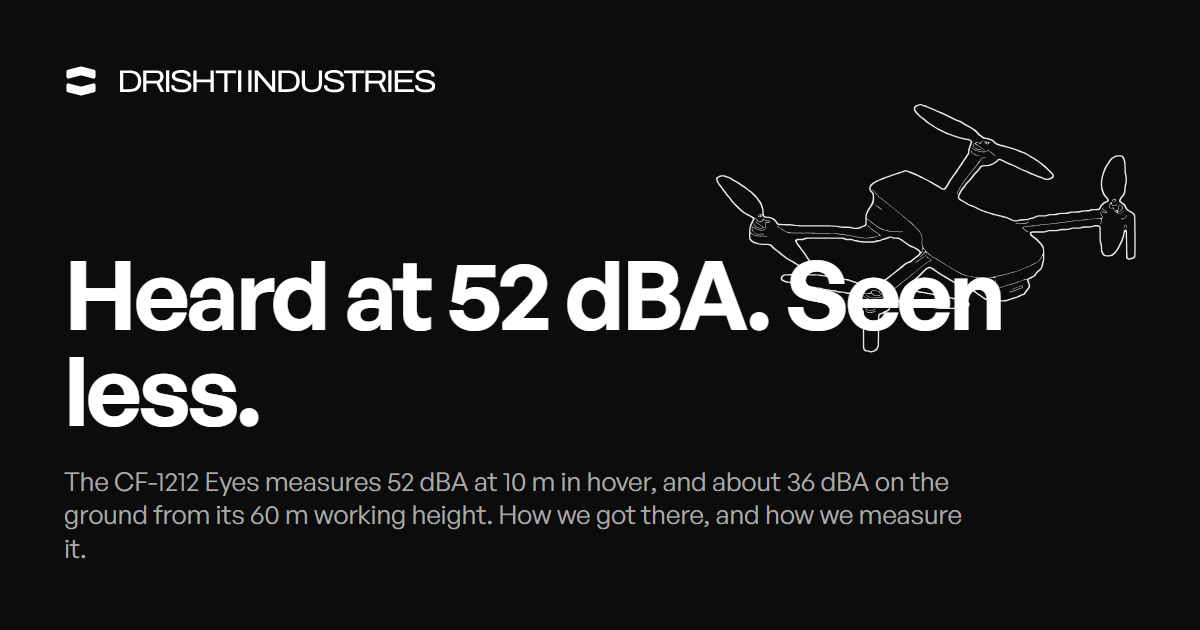 DRISHTI INDUSTRIES
Heard at 52 dBA. Seen
less.
The CF-1212 Eyes measures 52 dBA at 10 m in hover, and about 36 dBA on the
ground from its 60 m working height. How we got there, and how we measure
it.